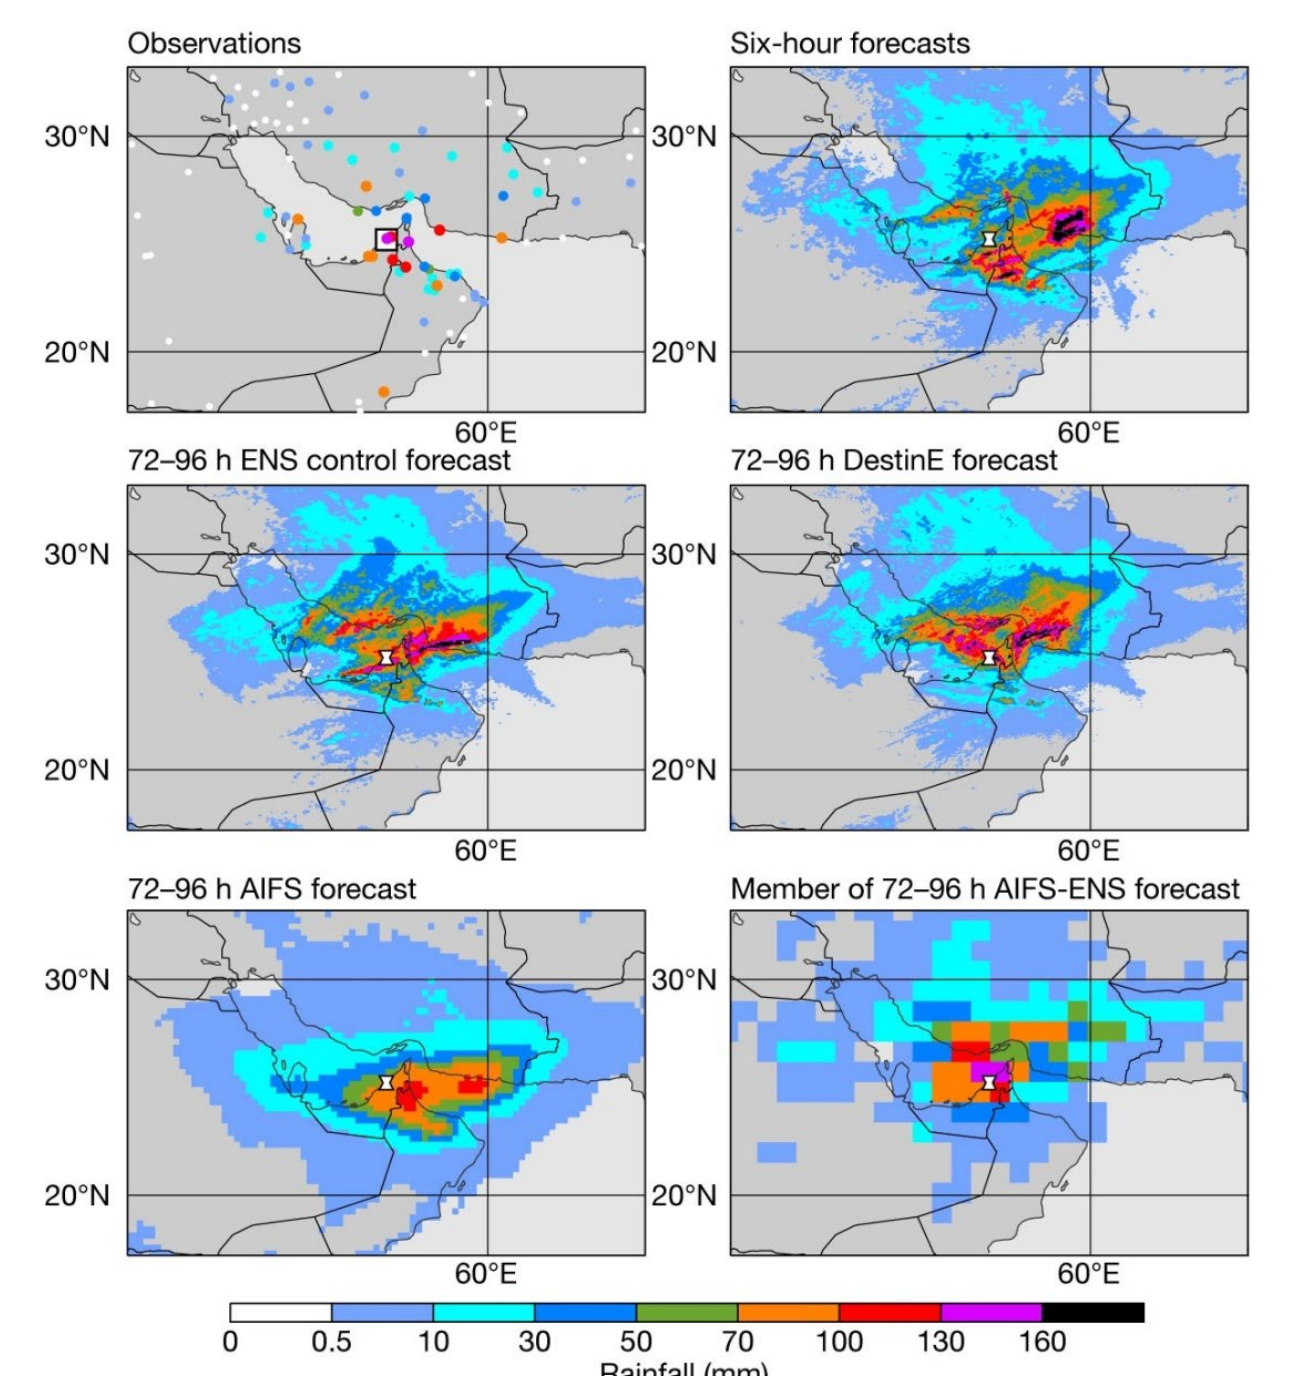 Observations
Six-hour forecasts
30°N
30°N
20°N
20°N
60°E
60°E
72–96 h ENS control forecast
72–96 h DestinE forecast
30°N
30°N
20°N
20°N
60°E
60°E
72–96 h AIFS forecast
Member of 72–96 h AIFS-ENS forecast
30°N
30°N
20°N
20°N
60°E
60°E
0 0.5 10 30 50 70 100 130 160
Rainfall (mm)